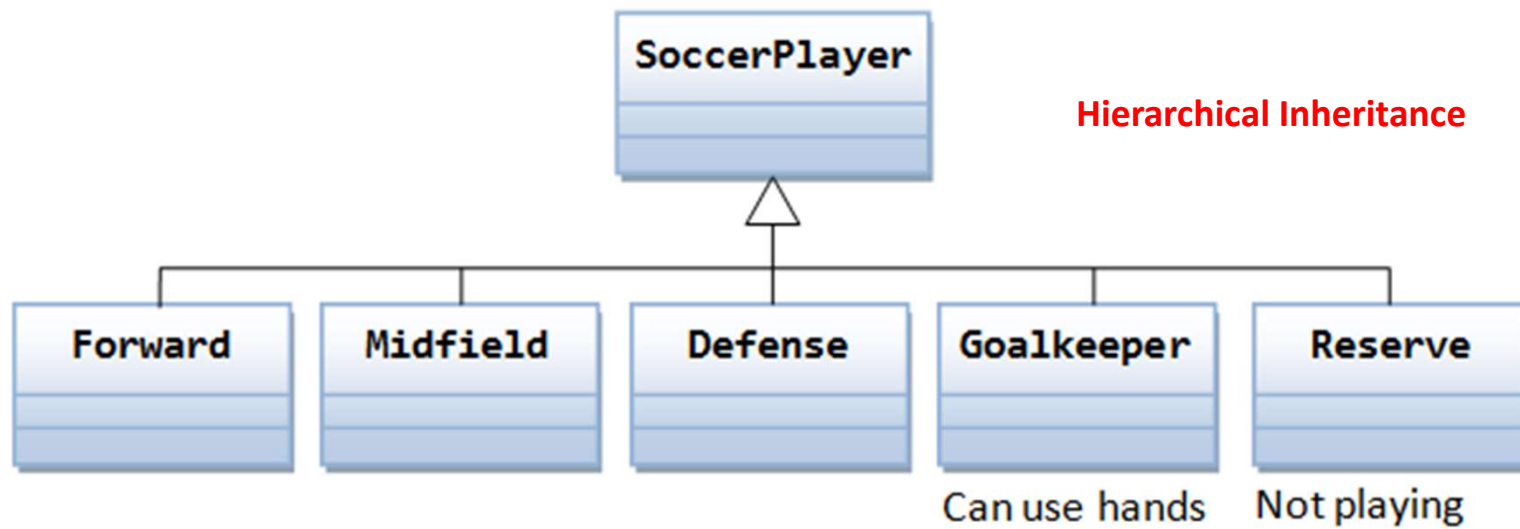 SoccerPlayer
Hierarchical Inheritance
Forward
Midfield
Defense
Goalkeeper
Reserve
Can use hands
Not playing